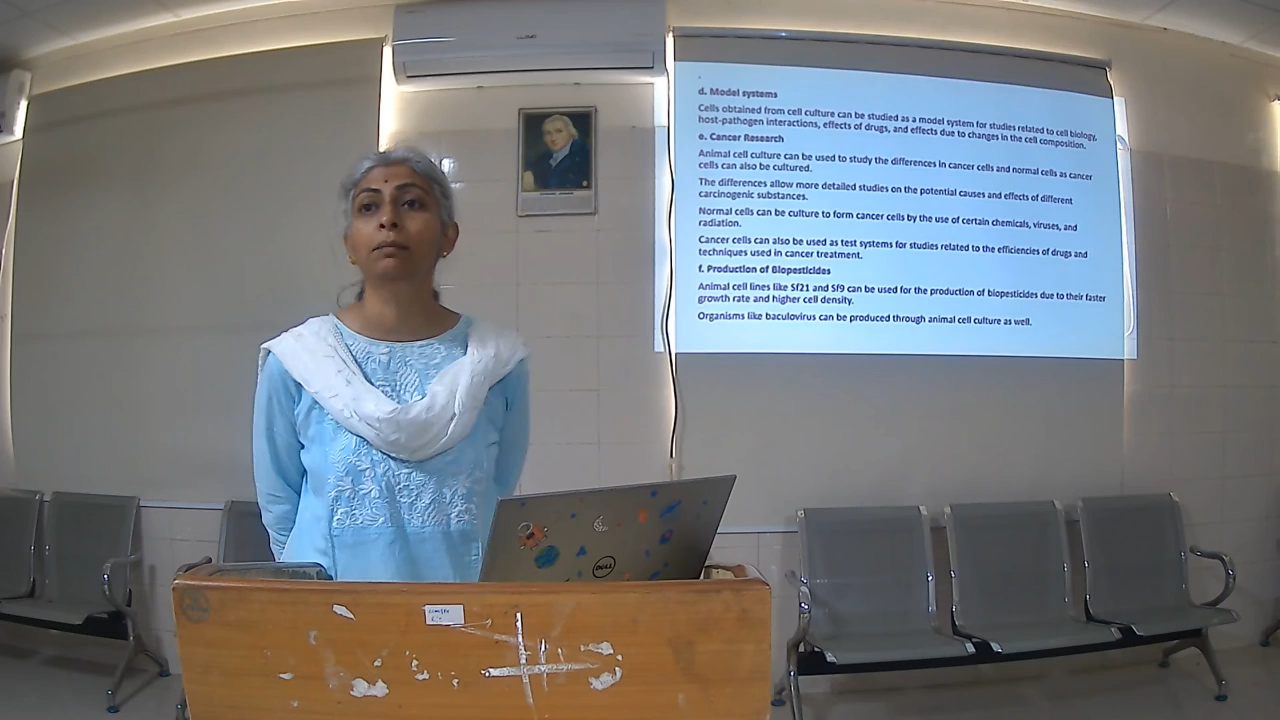 d. Model systems
Cells obtained from cell culture can be studied as a model system for studies related to cell biology,
host-pathogen interactions, effects of drugs, and effects due to changes in the cell composition.
e. Cancer Research
Animal cell culture can be used to study the differences in cancer cells and normal cells as cancer
cells can also be cultured.
The differences allow more detailed studies on the potential causes and effects of different
carcinogenic substances.
Normal cells can be culture to form cancer cells by the use of certain chemicals, viruses, and
radiation.
Cancer cells can also be used as test systems for studies related to the efficiencies of drugs and
techniques used in cancer treatment.
f. Production of Biopesticides
Animal cell lines like Sf21 and Sf9 can be used for the production of biopesticides due to their faster
growth rate and higher cell density.
Organisms like baculovirus can be produced through animal cell culture as well.
DELL